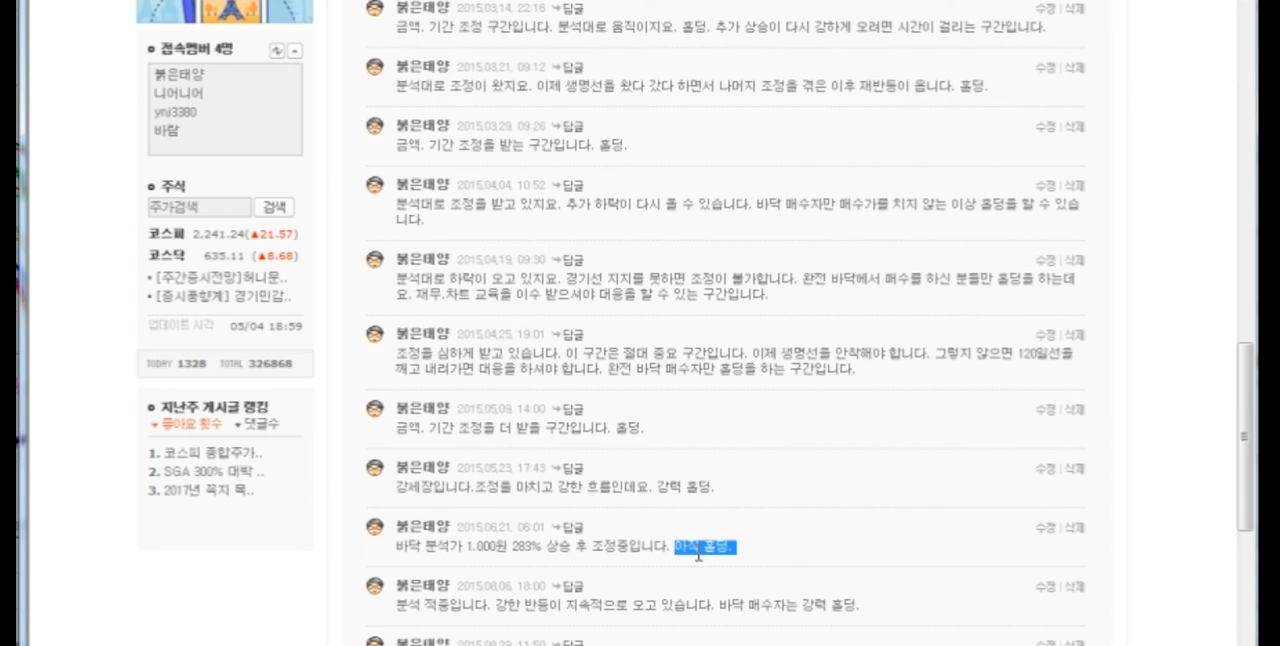 접속멤버 4명
붉은태양
니어니어
ynj3380
바람
주식
주가검색 검색
코스피 2,241.24(▲21.57)
코스닥 635.11 (▲8.68)
• [주간증시전망]허니문..
• [증시풍향계] 경기민감..
업데이트 시각 05/04 18:59
TODAY 1328 TOTAL 326868
지난주 게시글 랭킹
▾ 좋아요 횟수 ▾ 댓글수
1. 코스피 종합주가..
2. SGA 300% 대박 ..
3. 2017년 쪽지 목..
붉은태양 2015.03.14, 22:16 답글 수정 | 삭제
금액. 기간 조정 구간입니다. 분석대로 움직이지요. 홀딩. 추가 상승이 다시 강하게 오려면 시간이 걸리는 구간입니다.
붉은태양 2015.03.21, 09:12 답글 수정 | 삭제
분석대로 조정이 왔지요. 이제 생명선을 왔다 갔다 하면서 나머지 조정을 겪은 이후 재반등이 옵니다. 홀딩.
붉은태양 2015.03.29, 09:26 답글 수정 | 삭제
금액. 기간 조정을 받는 구간입니다. 홀딩.
붉은태양 2015.04.04, 10:52 답글 수정 | 삭제
분석대로 조정을 받고 있지요. 추가 하락이 다시 올 수 있습니다. 바닥 매수자만 매수가를 치지 않는 이상 홀딩을 할 수 있습
니다.
붉은태양 2015.04.19, 09:30 답글 수정 | 삭제
분석대로 하락이 오고 있지요. 경기선 지지를 못하면 조정이 불가합니다. 완전 바닥에서 매수를 하신 분들만 홀딩을 하는데
요. 재무.차트 교육을 이수 받으셔야 대응을 할 수 있는 구간입니다.
붉은태양 2015.04.25, 19:01 답글 수정 | 삭제
조정을 심하게 받고 있습니다. 이 구간은 절대 중요 구간입니다. 이제 생명선을 안착해야 합니다. 그렇지 않으면 120일선을
깨고 내려가면 대응을 하셔야 합니다. 완전 바닥 매수자만 홀딩을 하는 구간입니다.
붉은태양 2015.05.09, 14:00 답글 수정 | 삭제
금액. 기간 조정을 더 받을 구간입니다. 홀딩.
붉은태양 2015.05.23, 17:43 답글 수정 | 삭제
강세장입니다.조정을 마치고 강한 흐름인데요. 강력 홀딩.
붉은태양 2015.06.21, 06:01 답글 수정 | 삭제
바닥 분석가 1.000원 283% 상승 후 조정중입니다. 아직 홀딩.
붉은태양 2015.08.06, 18:00 답글 수정 | 삭제
분석 적중입니다. 강한 반등이 지속적으로 오고 있습니다. 바닥 매수자는 강력 홀딩.
붉은태양 2015.08.29, 11:50 답글 수정 | 삭제